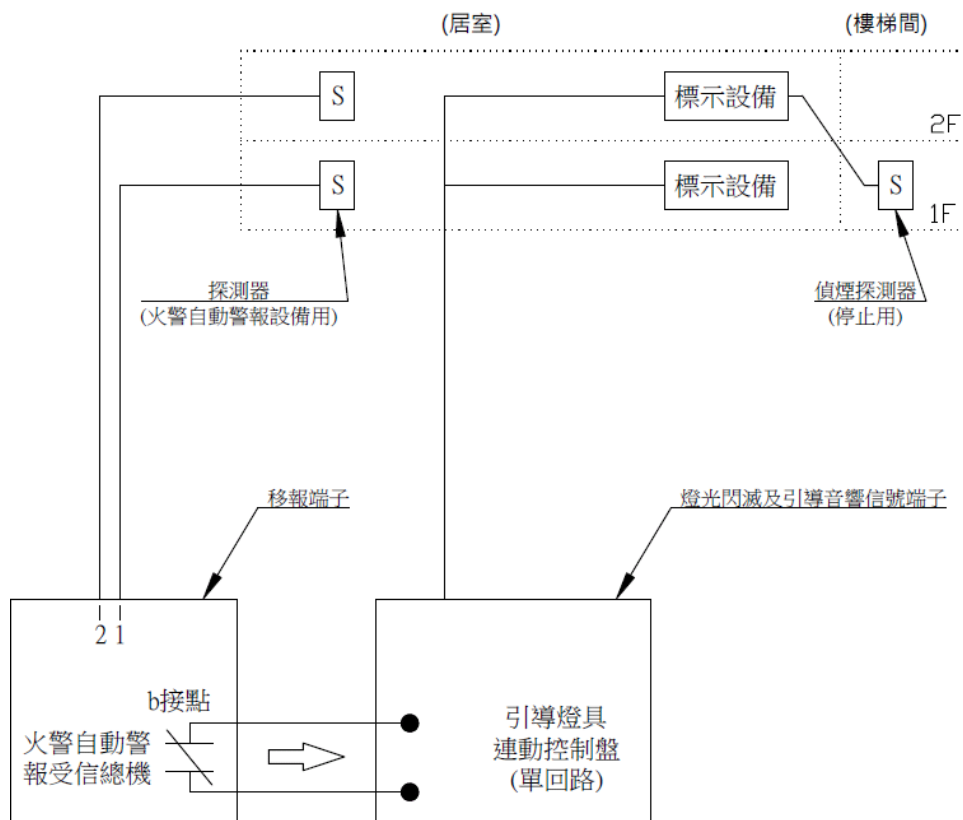 (居室)
(樓梯間)
S
標示設備
2F
S
標示設備
S
1F
探測器
(火警自動警報設備用)
偵煙探測器
(停止用)
移報端子
燈光閃滅及引導音響信號端子
2 1
b接點
火警自動警
報受信總機
引導燈具
連動控制盤
(單回路)